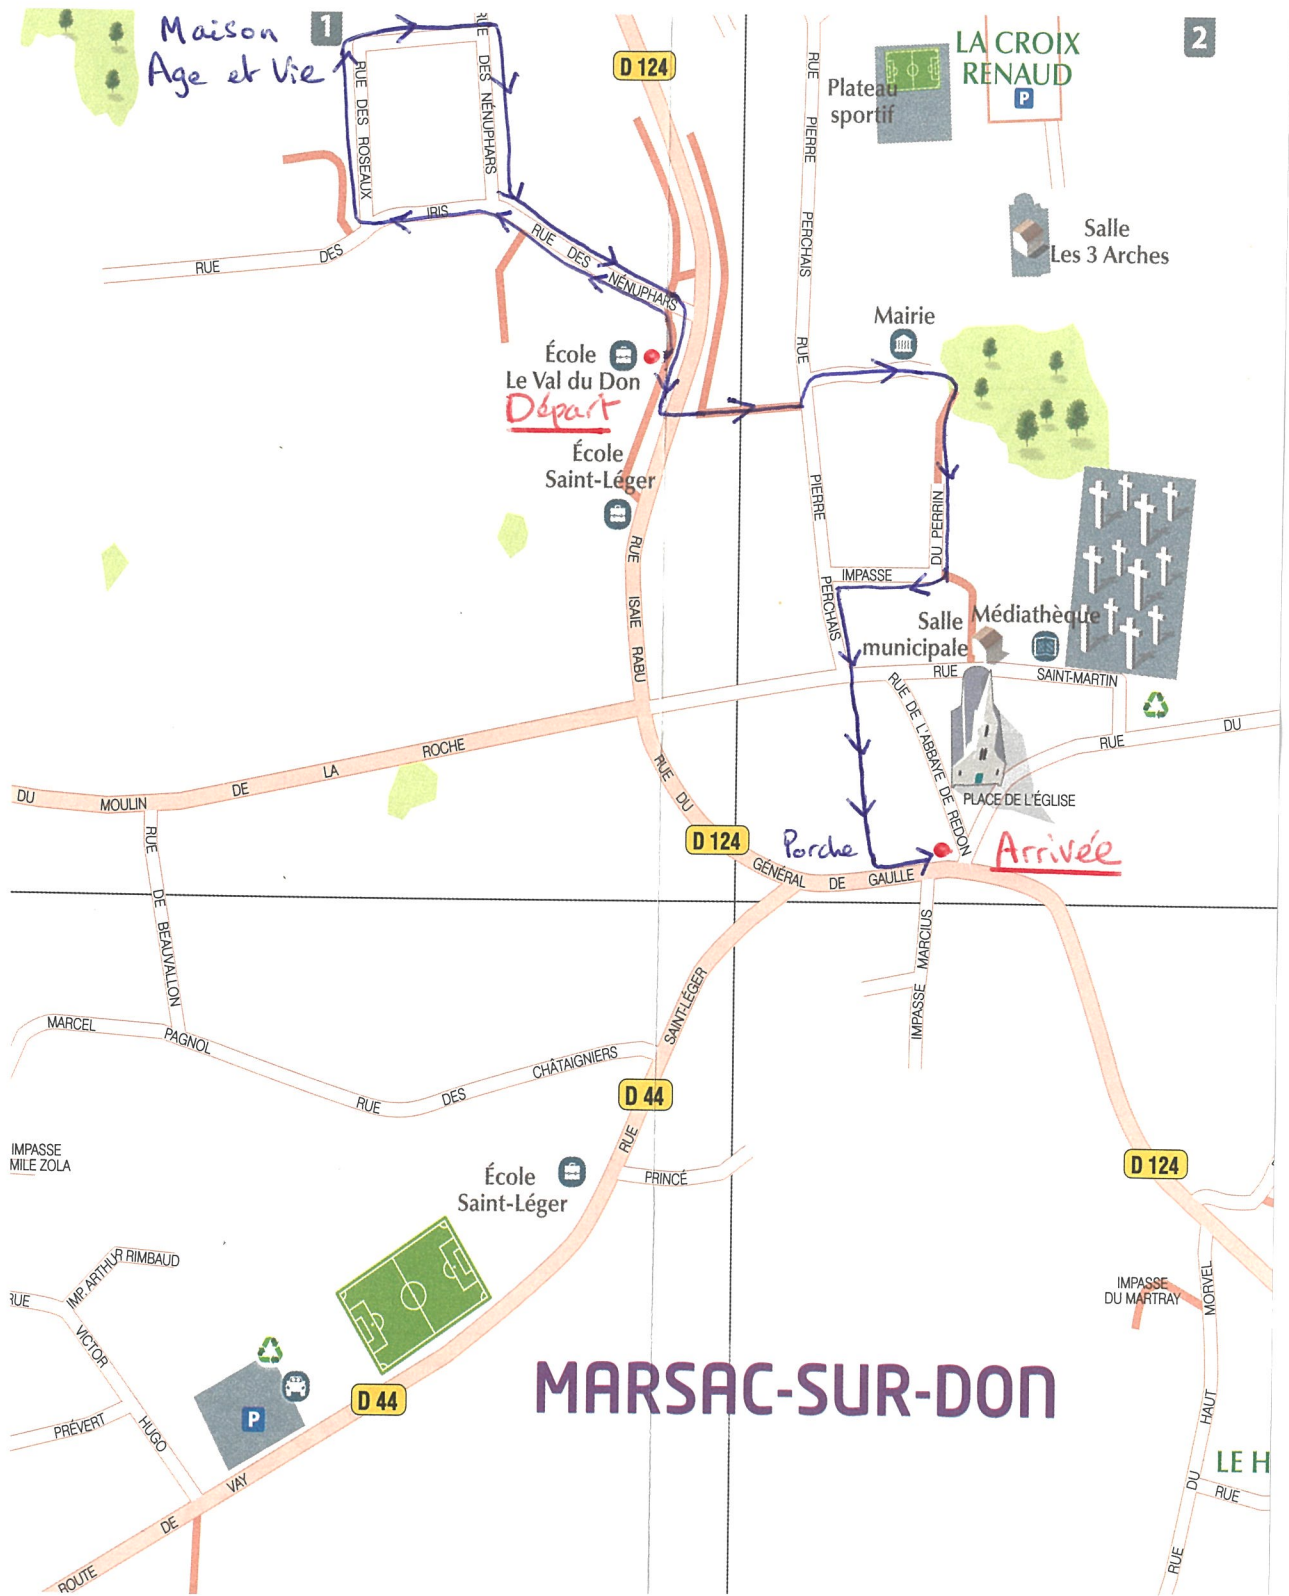 Maison
Age et Vie
1
RUE DES ROSEAUX
RUE DES NÉNUPHARS
IRIS
RUE DES
RUE DES NÉNUPHARS
D 124
RUE PIERRE PERCHAIS
Plateau
sportif
LA CROIX
RENAUD
P
2
Salle
Les 3 Arches
Mairie
École
Le Val du Don
Départ
École
Saint-Léger
RUE PIERRE PERCHAIS
IMPASSE DU PERRIN
Salle
municipale
Médiathèque
RUE SAINT-MARTIN
RUE DU
RUE ISAIE RABU
DU MOULIN DE LA ROCHE
RUE DE L'ABBAYE DE REDON
PLACE DE L'ÉGLISE
RUE DU GÉNÉRAL DE GAULLE
D 124
Porche
Arrivée
RUE DE BEAUVALLON
IMPASSE MARCIUS
MARCEL PAGNOL
RUE DES CHÂTAIGNIERS
RUE SAINT-LÉGER
D 44
IMPASSE
MILE ZOLA
École
Saint-Léger
PRINCÉ
D 124
IMP. ARTHUR RIMBAUD
RUE VICTOR HUGO
PRÉVERT
P
D 44
ROUTE DE VAY
MARSAC-SUR-DON
IMPASSE
DU MARTRAY
RUE DU HAUT MORVEL
LE H
RUE